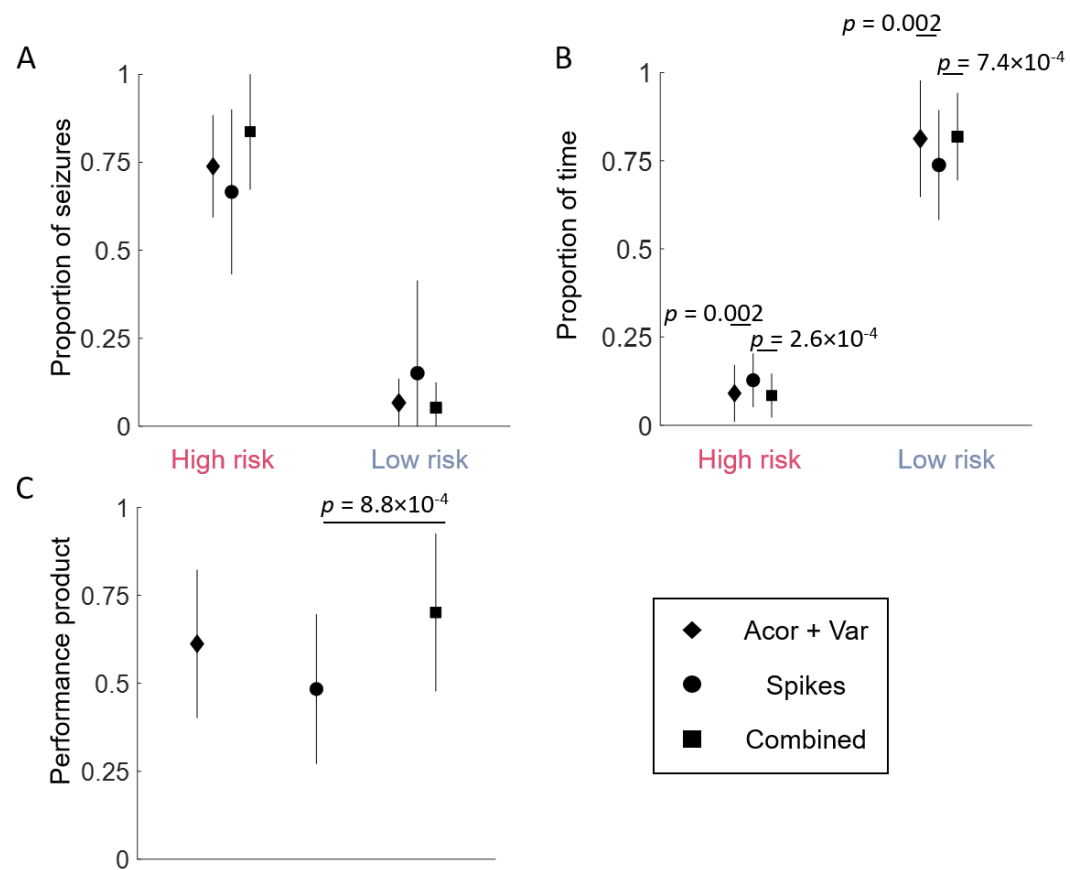 A
1
0.75
0.5
0.25
0
Proportion of seizures
High risk
Low risk
B
p = 0.002
p = 7.4×10⁻⁴
1
0.75
0.5
0.25
0
Proportion of time
p = 0.002
p = 2.6×10⁻⁴
High risk
Low risk
C
p = 8.8×10⁻⁴
1
0.75
0.5
0.25
0
Performance product
Acor + Var
Spikes
Combined